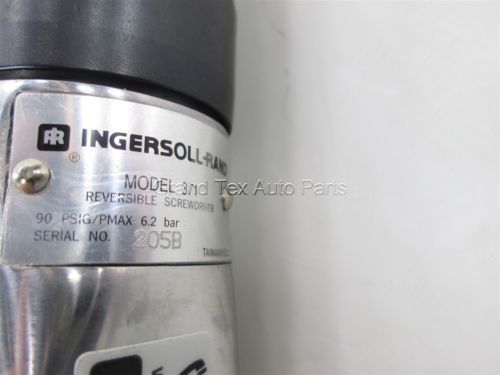 IR INGERSOLL-RAND
®
MODEL 371
REVERSIBLE SCREWDRIVER
90 PSIG/PMAX 6.2 bar
SERIAL NO. 205B
and Tex Auto Parts